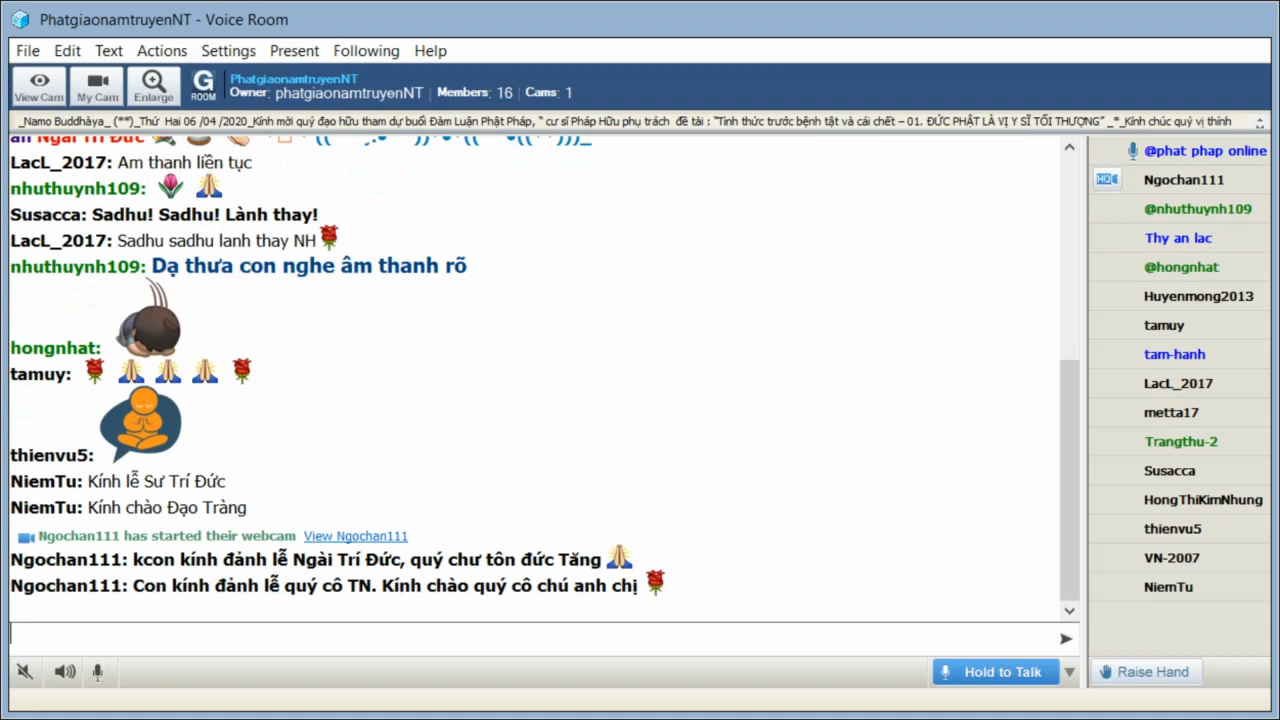 PhatgiaonamtruyenNT - Voice Room
File Edit Text Actions Settings Present Following Help
View Cam
My Cam
Enlarge
G ROOM
PhatgiaonamtruyenNT
Owner: phatgiaonamtruyenNT | Members: 16 | Cams: 1
_Namo Buddhàya_ (**)_Thứ Hai 06 /04 /2020_Kính mời quý đạo hữu tham dự buổi Đàm Luận Phật Pháp, “ cư sĩ Pháp Hữu phụ trách đề tài : "Tỉnh thức trước bệnh tật và cái chết – 01. ĐỨC PHẬT LÀ VỊ Y SĨ TỐI THƯỢNG” _*_Kính chúc quý vị thính
an Ngài Trí Đức
LacL_2017: Am thanh liền tục
nhuthuynh109:
Susacca: Sadhu! Sadhu! Lành thay!
LacL_2017: Sadhu sadhu lanh thay NH
nhuthuynh109: Dạ thưa con nghe âm thanh rõ
hongnhat:
tamuy:
thienvu5:
NiemTu: Kính lễ Sư Trí Đức
NiemTu: Kính chào Đạo Tràng
Ngochan111 has started their webcam View Ngochan111
Ngochan111: kcon kính đảnh lễ Ngài Trí Đức, quý chư tôn đức Tăng
Ngochan111: Con kính đảnh lễ quý cô TN. Kính chào quý cô chú anh chị
Hold to Talk
@phat phap online
HD
Ngochan111
@nhuthuynh109
Thy an lac
@hongnhat
Huyenmong2013
tamuy
tam-hanh
LacL_2017
metta17
Trangthu-2
Susacca
HongThiKimNhung
thienvu5
VN-2007
NiemTu
Raise Hand